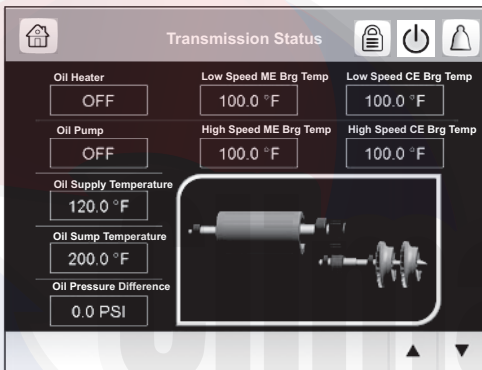 Transmission Status
Oil Heater
OFF
Low Speed ME Brg Temp
100.0 °F
Low Speed CE Brg Temp
100.0 °F
Oil Pump
OFF
High Speed ME Brg Temp
100.0 °F
High Speed CE Brg Temp
100.0 °F
Oil Supply Temperature
120.0 °F
Oil Sump Temperature
200.0 °F
Oil Pressure Difference
0.0 PSI